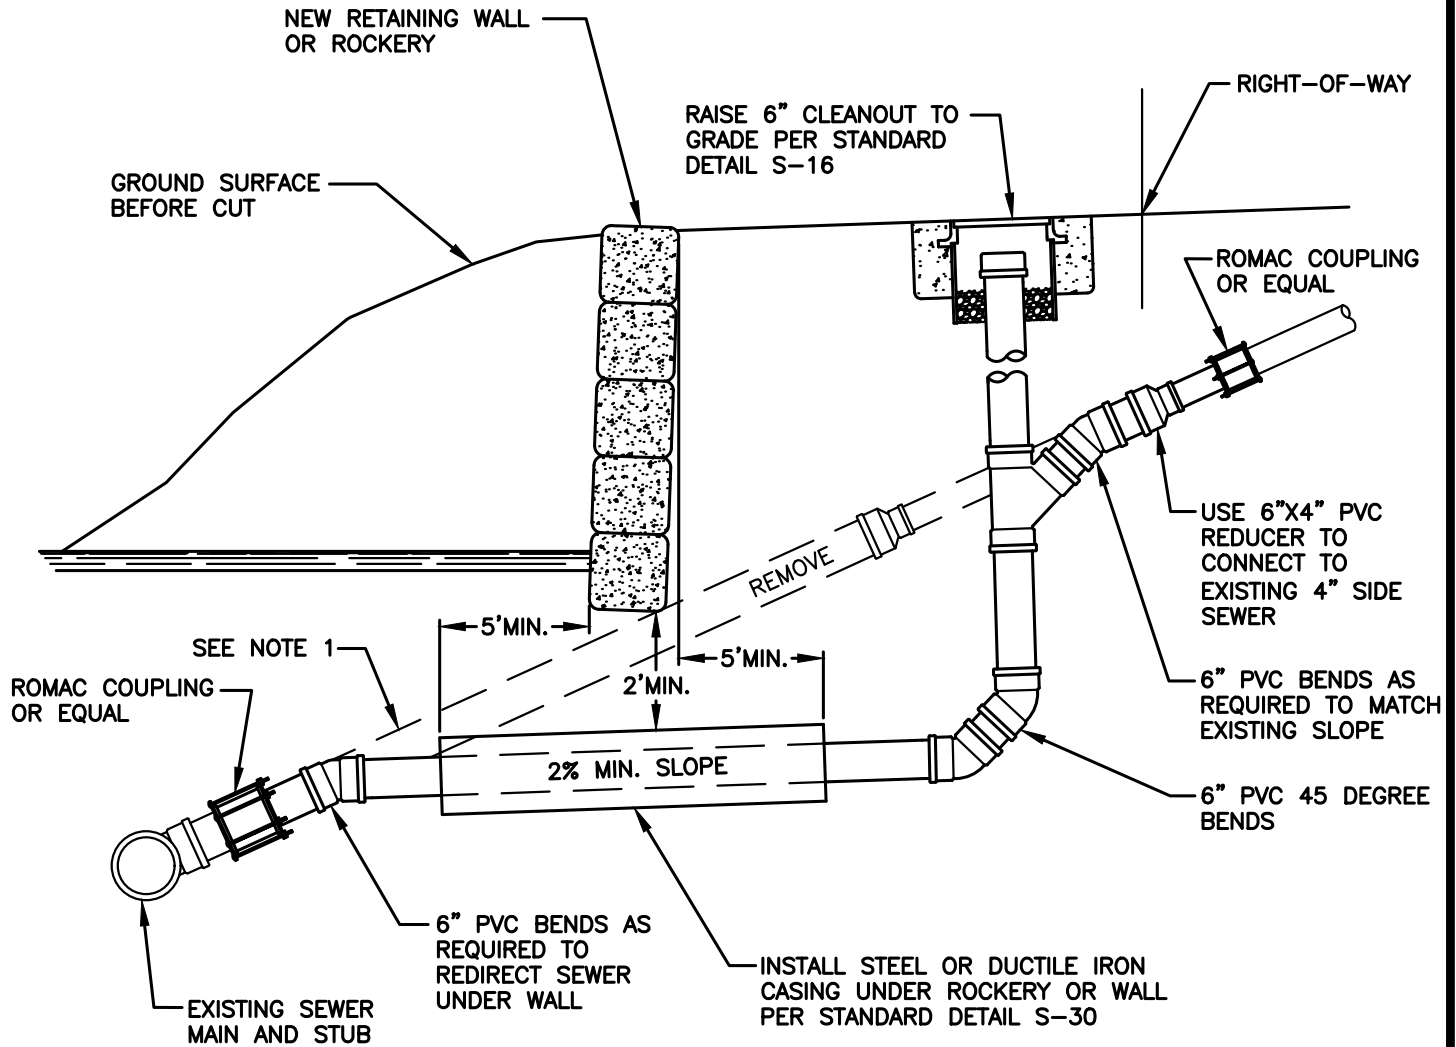 NEW RETAINING WALL
OR ROCKERY
RIGHT-OF-WAY
RAISE 6" CLEANOUT TO
GRADE PER STANDARD
DETAIL S-16
GROUND SURFACE
BEFORE CUT
ROMAC COUPLING
OR EQUAL
USE 6"X4" PVC
REDUCER TO
CONNECT TO
EXISTING 4" SIDE
SEWER
REMOVE
5'MIN.
SEE NOTE 1
5'MIN.
2'MIN.
ROMAC COUPLING
OR EQUAL
6" PVC BENDS AS
REQUIRED TO MATCH
EXISTING SLOPE
2% MIN. SLOPE
6" PVC 45 DEGREE
BENDS
6" PVC BENDS AS
REQUIRED TO
REDIRECT SEWER
UNDER WALL
INSTALL STEEL OR DUCTILE IRON
CASING UNDER ROCKERY OR WALL
PER STANDARD DETAIL S-30
EXISTING SEWER
MAIN AND STUB